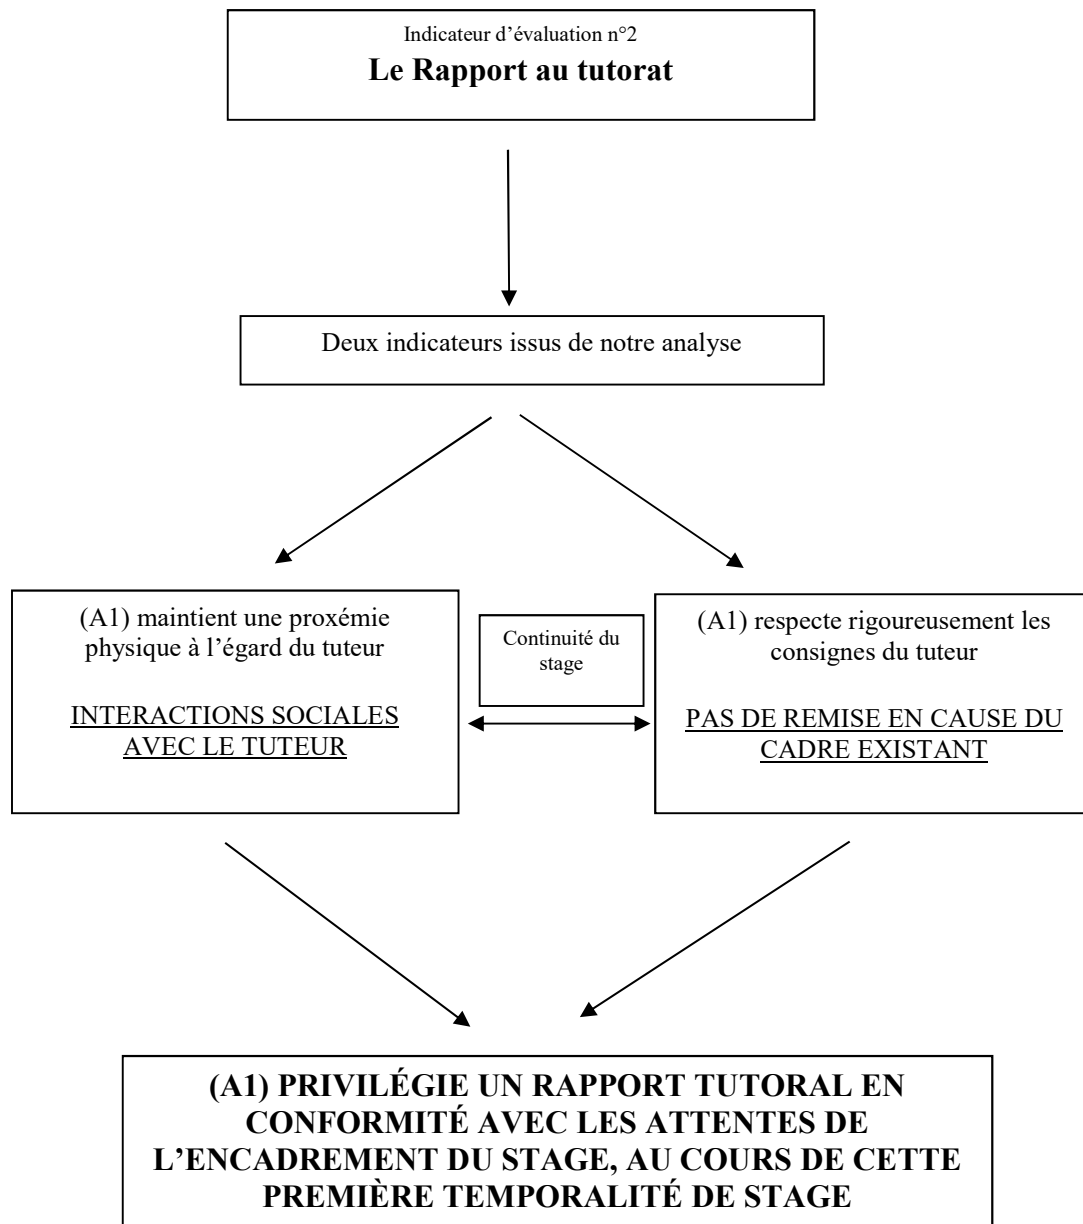 Indicateur d’évaluation n°2
Le Rapport au tutorat
Deux indicateurs issus de notre analyse
(A1) maintient une proxémie
physique à l’égard du tuteur
INTERACTIONS SOCIALES
AVEC LE TUTEUR
Continuité du
stage
(A1) respecte rigoureusement les
consignes du tuteur
PAS DE REMISE EN CAUSE DU
CADRE EXISTANT
(A1) PRIVILÉGIE UN RAPPORT TUTORAL EN
CONFORMITÉ AVEC LES ATTENTES DE
L’ENCADREMENT DU STAGE, AU COURS DE CETTE
PREMIÈRE TEMPORALITÉ DE STAGE